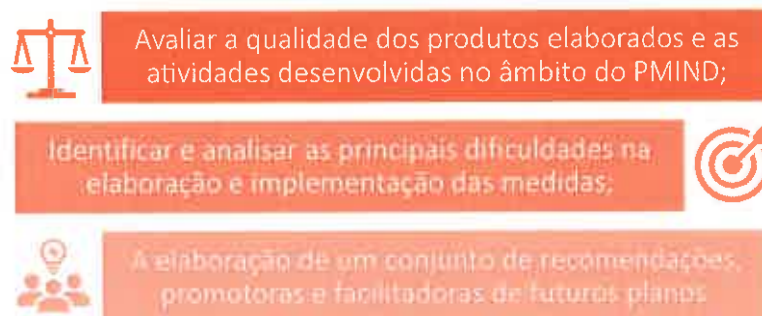 Avaliar a qualidade dos produtos elaborados e as
atividades desenvolvidas no âmbito do PMIND;
Identificar e analisar as principais dificuldades na
elaboração e implementação das medidas;
A elaboração de um conjunto de recomendações,
promotoras e facilitadoras de futuros planos